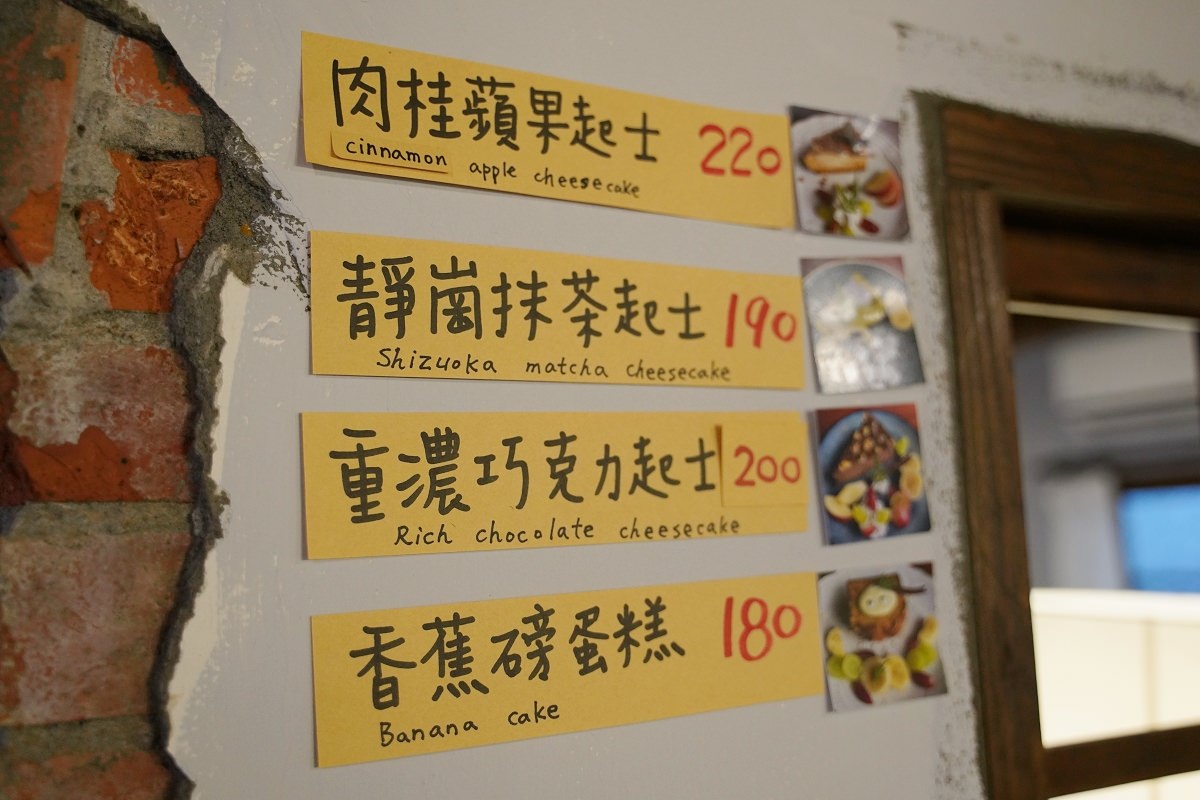 肉桂蘋果起士 220
cinnamon apple cheesecake
靜崗抹茶起士 190
Shizuoka matcha cheesecake
重濃巧克力起士 200
Rich chocolate cheesecake
香蕉磅蛋糕 180
Banana cake